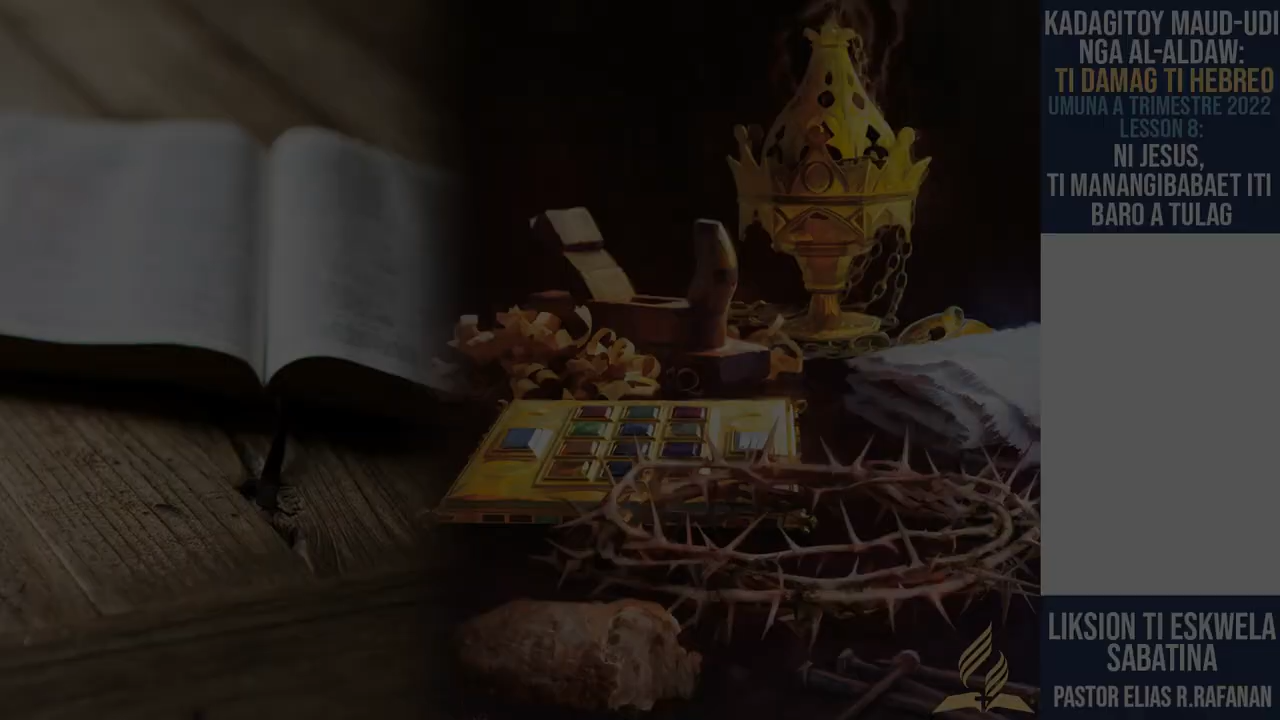 KADAGITOY MAUD-UDI
NGA AL-ALDAW:
TI DAMAG TI HEBREO
UMUNA A TRIMESTRE 2022
LESSON 8:
NI JESUS,
TI MANANGIBABAET ITI
BARO A TULAG
LIKSION TI ESKWELA
SABATINA
PASTOR ELIAS R.RAFANAN